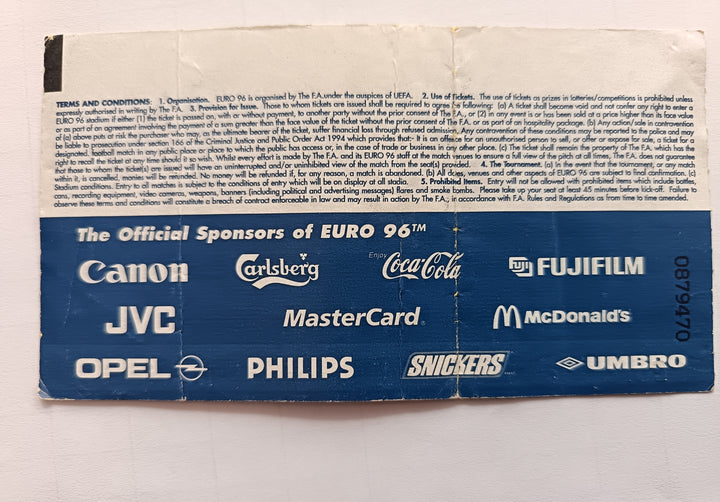 TERMS AND CONDITIONS: 1. Organisation. EURO 96 is organised by The F.A.under the auspices of UEFA. 2. Use of Tickets. The use of tickets as prizes in lotteries/competitions is prohibited unless
expressly authorised in writing by The F.A. 3. Provision for Issue. Those to whom tickets are issued shall be required to agree the following: (a) A ticket shall become void and not confer any right to enter a
EURO 96 stadium if either (1) the ticket is passed on, with or without payment, to another party without the prior consent of The F.A., or (2) in any event is or has been sold at a price higher than its face value
or as part of an agreement involving the payment of a sum greater than the face value of the ticket without the prior consent of The F.A. or as part of an hospitality package. (b) Any action/sale in contravention
of (a) above puts at risk the purchaser who may, as the ultimate bearer of the ticket, suffer financial loss through refused admission. Any contravention of these conditions may be reported to the police and may
be liable to prosecution under section 166 of the Criminal Justice and Public Order Act 1994 which provides that:- It is an offence for an unauthorised person to sell, or offer or expose for sale, a ticket for a
designated, football match in any public place or place to which the public has access or, in the case of trade or business in any other place. (c) The ticket shall remain the property of The F.A. which has the
right to recall the ticket at any time should it so wish. Whilst every effort is made by The F.A. and its EURO 96 staff at the match venues to ensure a full view of the pitch at all times, The F.A. does not guarantee
that those to whom the ticket(s) are issued will have an uninterrupted and/or uninhibited view of the match from the seat(s) provided. 4. The Tournament. (a) In the event that the tournament, or any match
within it, is cancelled, monies will be refunded. No money will be refunded if, for any reason, a match is abandoned. (b) All dates, venues and other aspects of EURO 96 are subject to final confirmation. (c)
Stadium conditions. Entry to all matches is subject to the conditions of entry which will be on display at all stadia. 5. Prohibited Items. Entry will not be allowed with prohibited items which include bottles,
cans, recording equipment, video cameras, weapons, banners (including political and advertising messages) flares and smoke bombs. Please take up your seat at least 45 minutes before kick-off. Failure to
observe these terms and conditions will constitute a breach of contract enforceable in law and may result in action by The F.A., in accordance with F.A. Rules and Regulations as from time to time amended.
The Official Sponsors of EURO 96™
Canon Carlsberg Enjoy Coca-Cola FUJI FUJIFILM
JVC MasterCard McDonald's
OPEL PHILIPS SNICKERS UMBRO
0879470